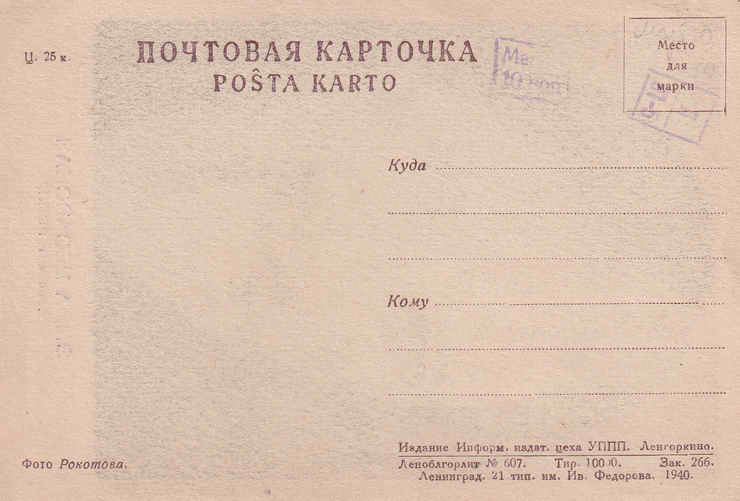 Ц. 25 к.
ПОЧТОВАЯ КАРТОЧКА
POŜTA KARTO
Место
для
марки
Куда
Кому
Фото Рокотова.
Издание Информ. издат. цеха УППП. Ленгоркино.
Леноблгорлит № 607. Тир. 10000. Зак. 266.
Ленинград. 21 тип. им. Ив. Федорова. 1940.